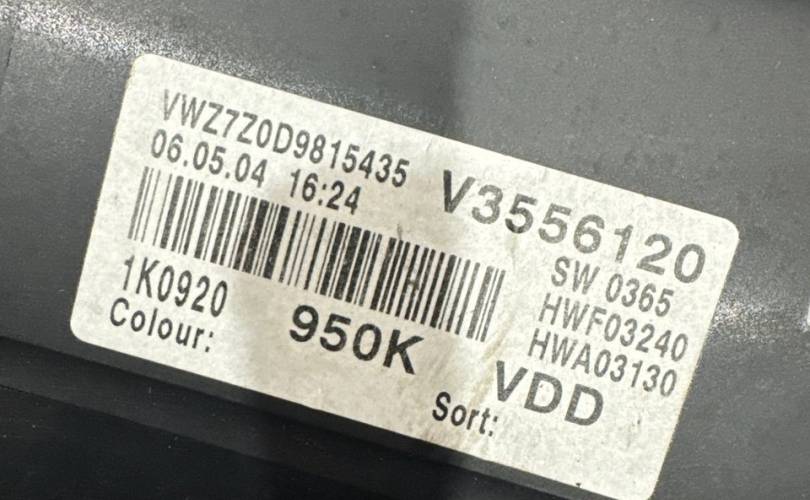 VWZ7Z0D9815435
06.05.04 16:24
V3556120
SW 0365
HWF03240
HWA03130
1K0920 950K
VDD
Colour:
Sort: